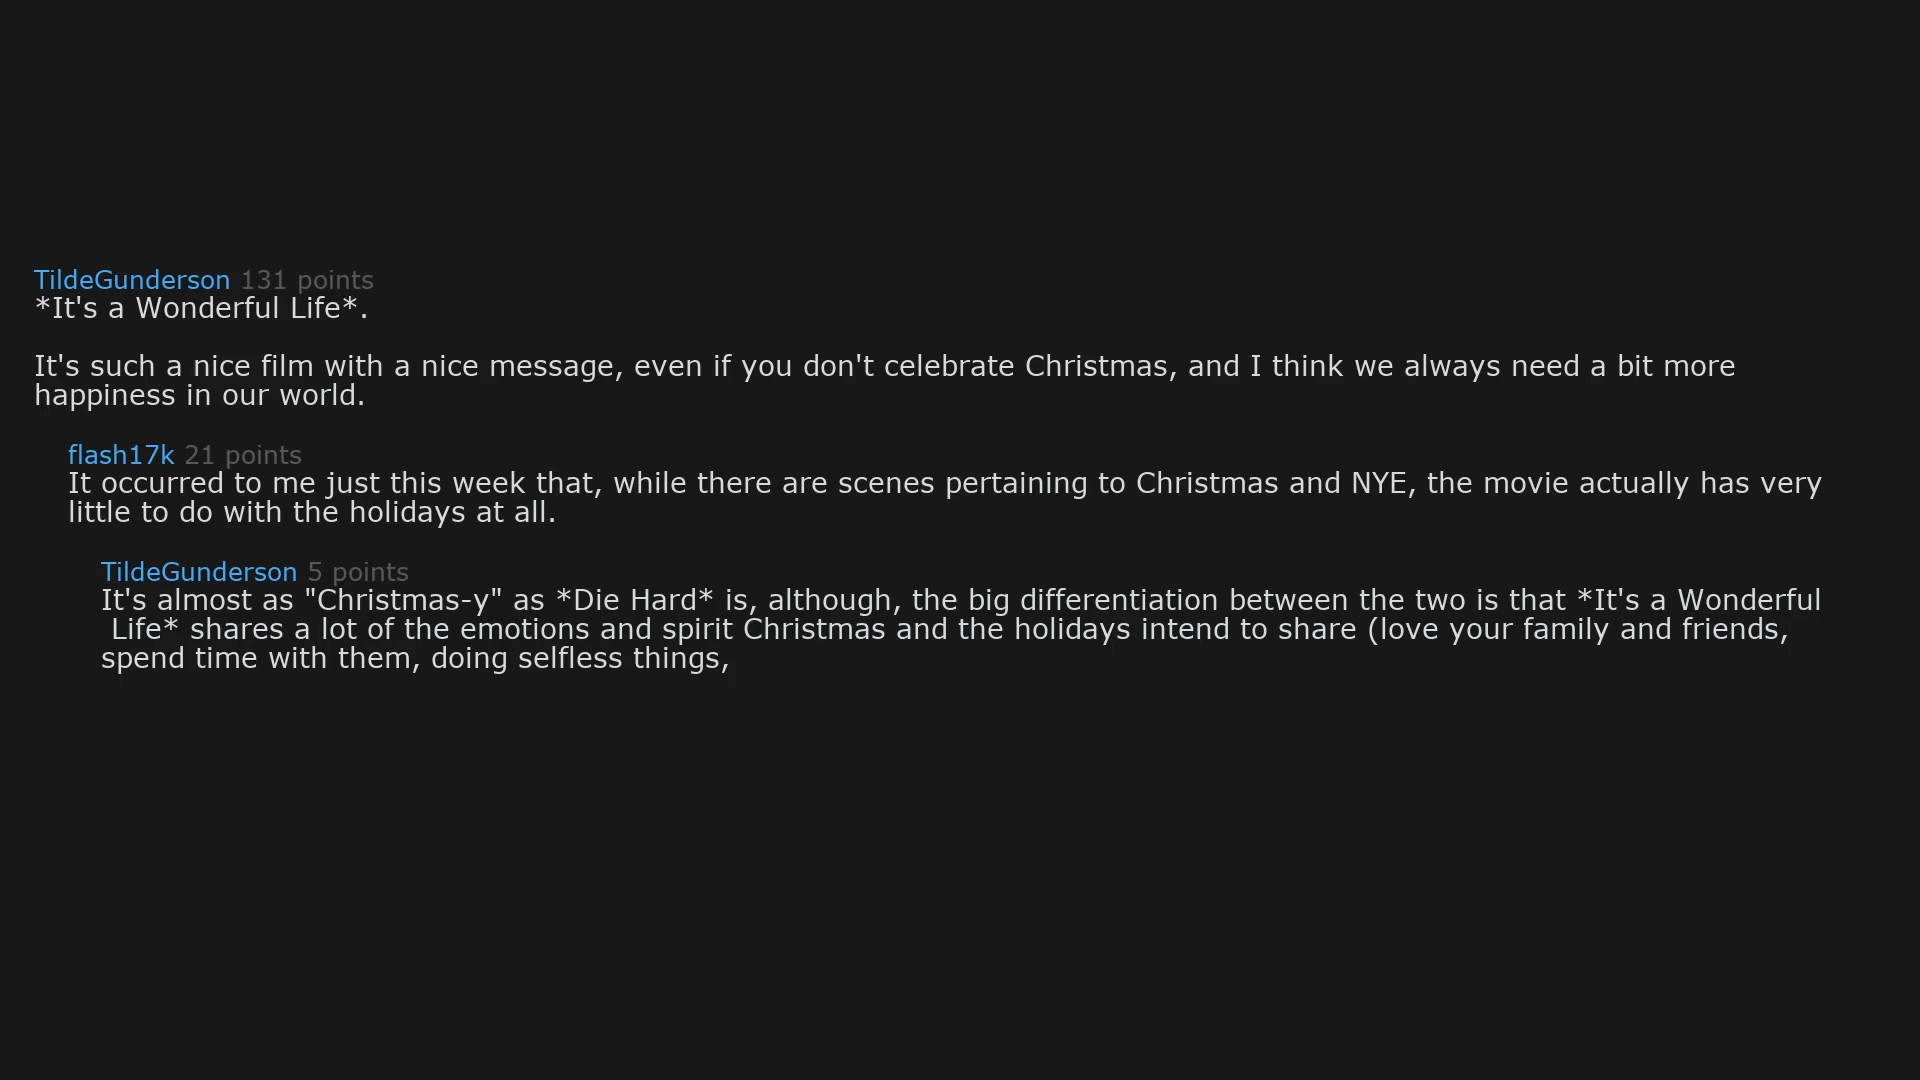 TildeGunderson 131 points
*It's a Wonderful Life*.
It's such a nice film with a nice message, even if you don't celebrate Christmas, and I think we always need a bit more
happiness in our world.
flash17k 21 points
It occurred to me just this week that, while there are scenes pertaining to Christmas and NYE, the movie actually has very
little to do with the holidays at all.
TildeGunderson 5 points
It's almost as "Christmas-y" as *Die Hard* is, although, the big differentiation between the two is that *It's a Wonderful
Life* shares a lot of the emotions and spirit Christmas and the holidays intend to share (love your family and friends,
spend time with them, doing selfless things,